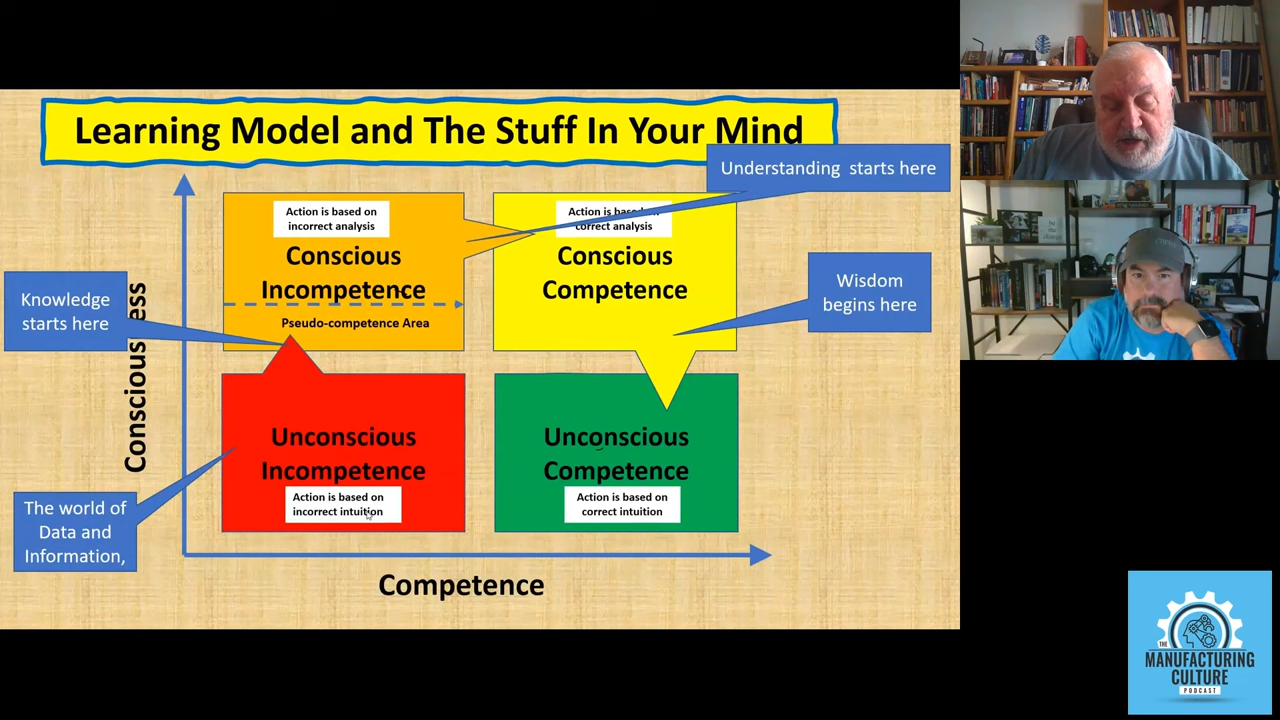 Learning Model and The Stuff In Your Mind
Understanding starts here
Action is based on
incorrect analysis
Conscious
Incompetence
Pseudo-competence Area
Action is based on
correct analysis
Conscious
Competence
Knowledge
starts here
Wisdom
begins here
Unconscious
Incompetence
Action is based on
incorrect intuition
Unconscious
Competence
Action is based on
correct intuition
The world of
Data and
Information,
Competence
THE
MANUFACTURING
CULTURE
PODCAST